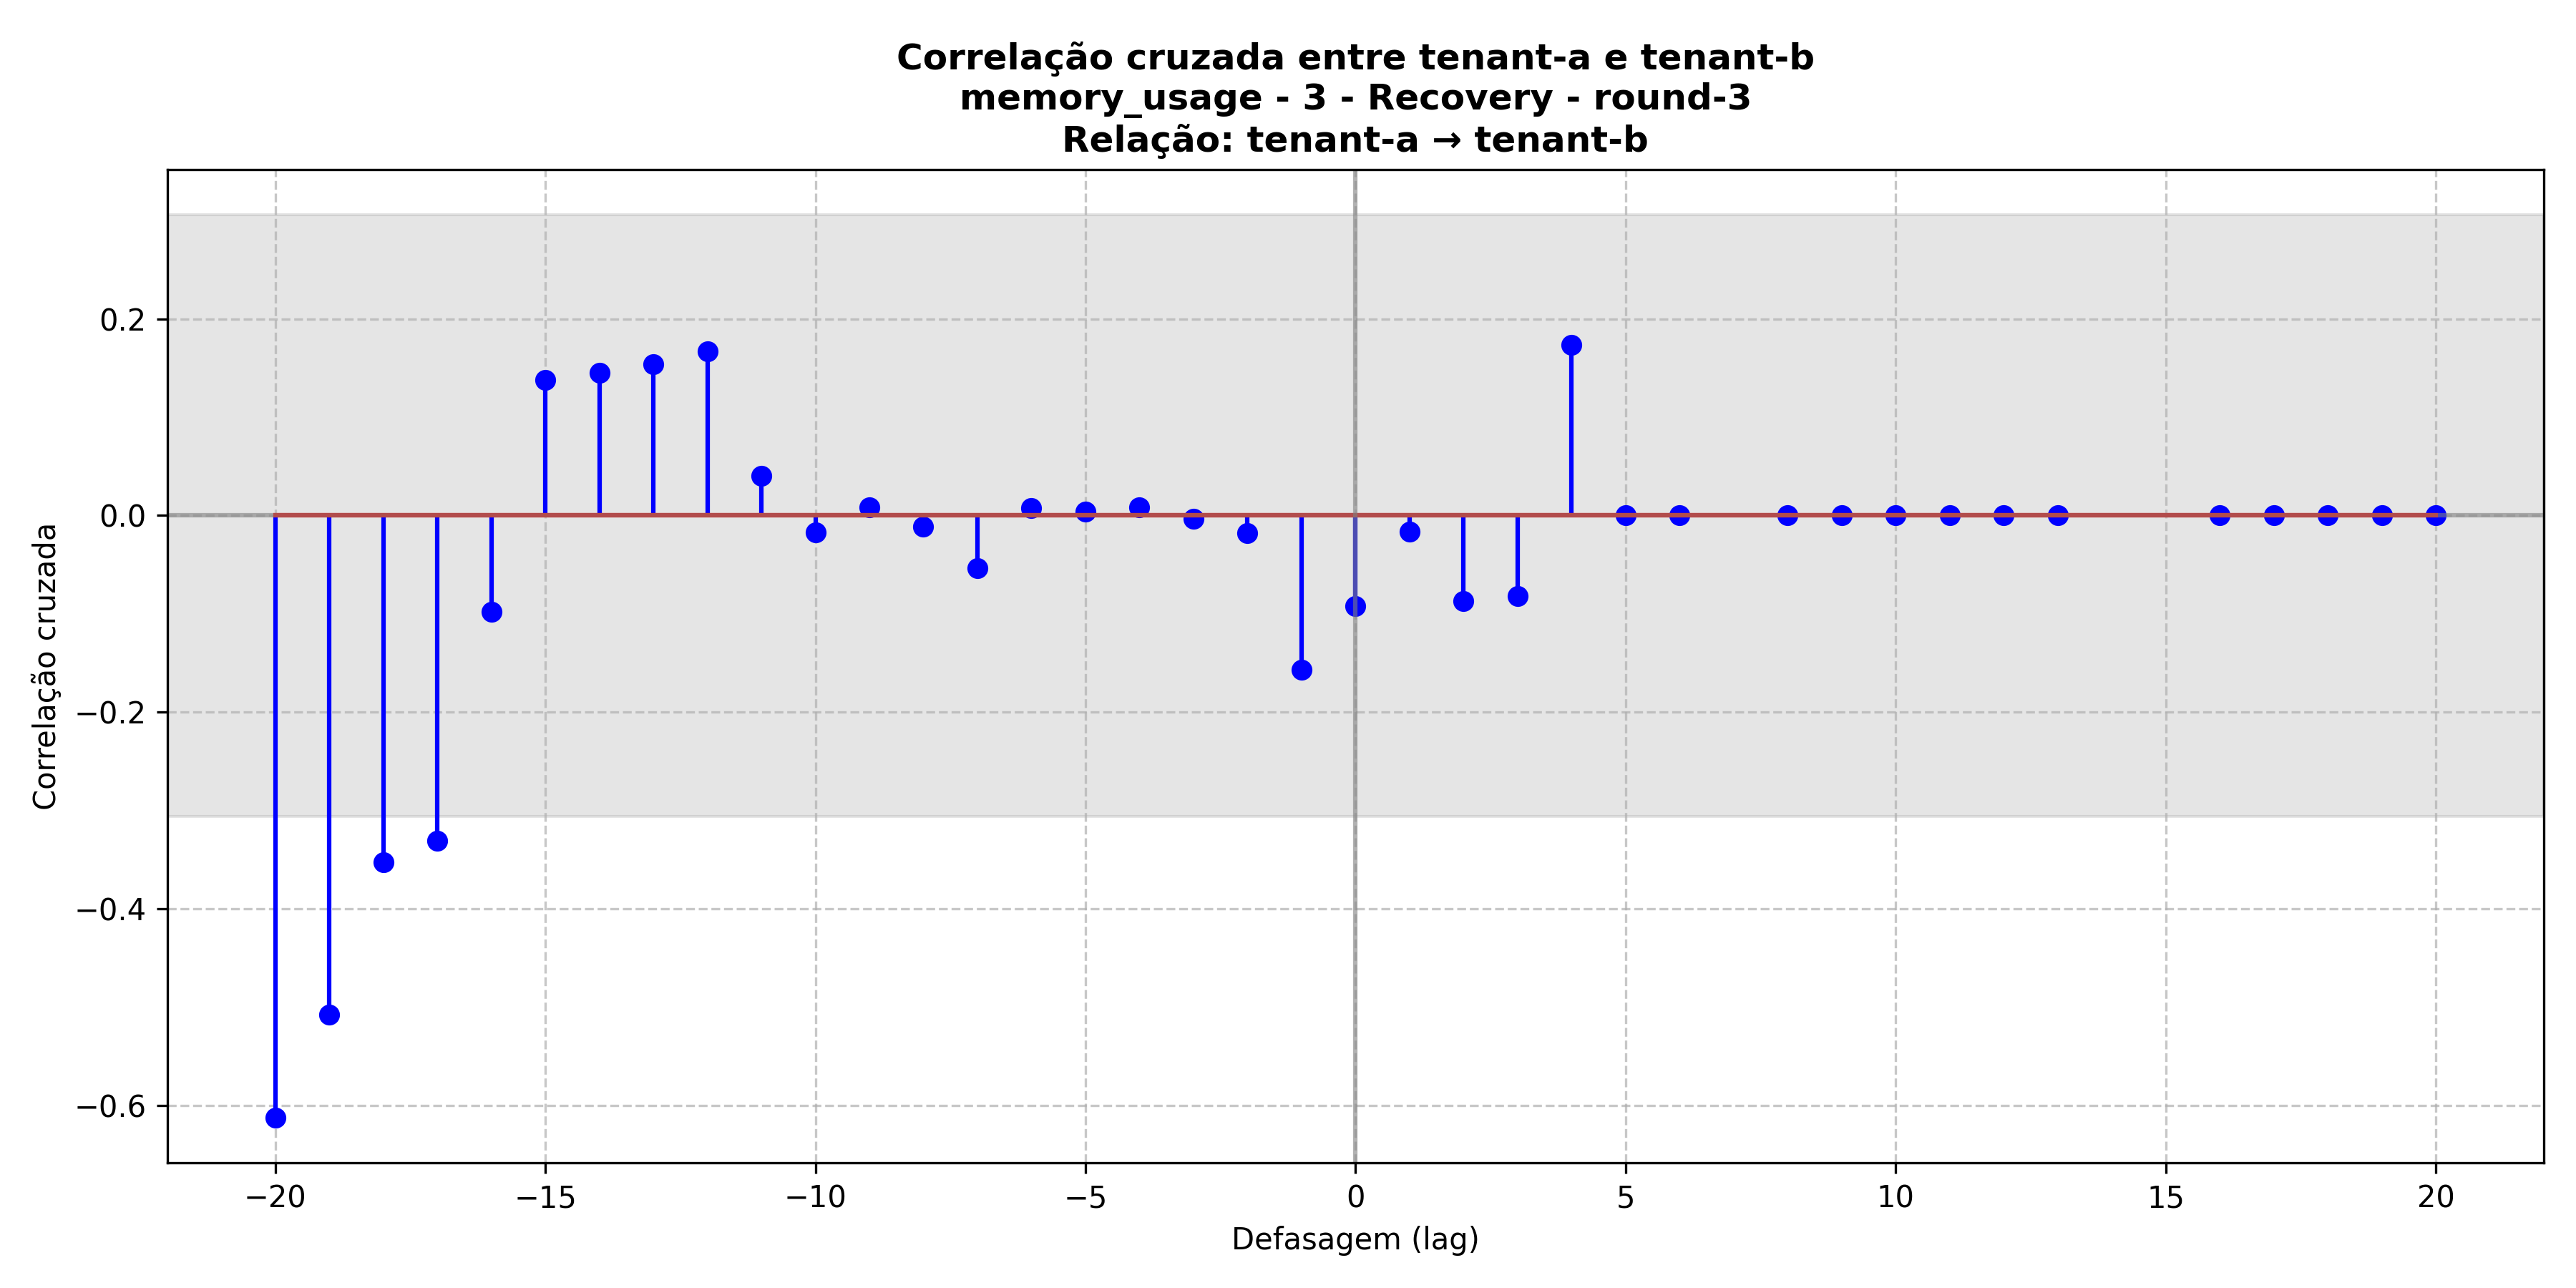 Correlação cruzada entre tenant-a e tenant-b
memory_usage - 3 - Recovery - round-3
Relação: tenant-a → tenant-b
Correlação cruzada
0.2
0.0
−0.2
−0.4
−0.6
−20
−15
−10
−5
0
5
10
15
20
Defasagem (lag)